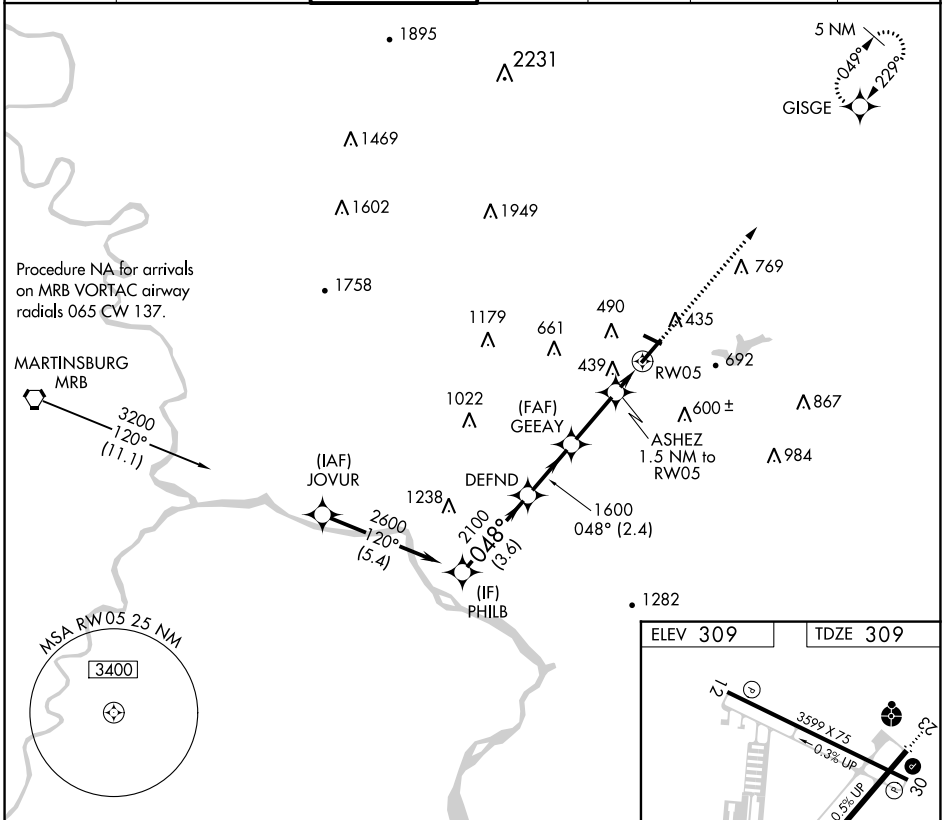 1895
2231
5 NM
049°
229°
GISGE
1469
1602
1949
Procedure NA for arrivals
on MRB VORTAC airway
radials 065 CW 137.
1758
769
1179
661
490
435
439
RW05
692
MARTINSBURG
MRB
3200
120°
(11.1)
1022
(FAF)
GEEAY
600 ±
867
ASHEZ
1.5 NM to
RW05
984
(IAF)
JOVUR
DEFND
1238
1600
048° (2.4)
2600
120°
(5.4)
2100
048°
(3.6)
(IF)
PHILB
1282
MSA RW05 25 NM
3400
ELEV 309
TDZE 309
12
P
3599 X 75
0.3% UP
23
P
P
30
0.5% UP